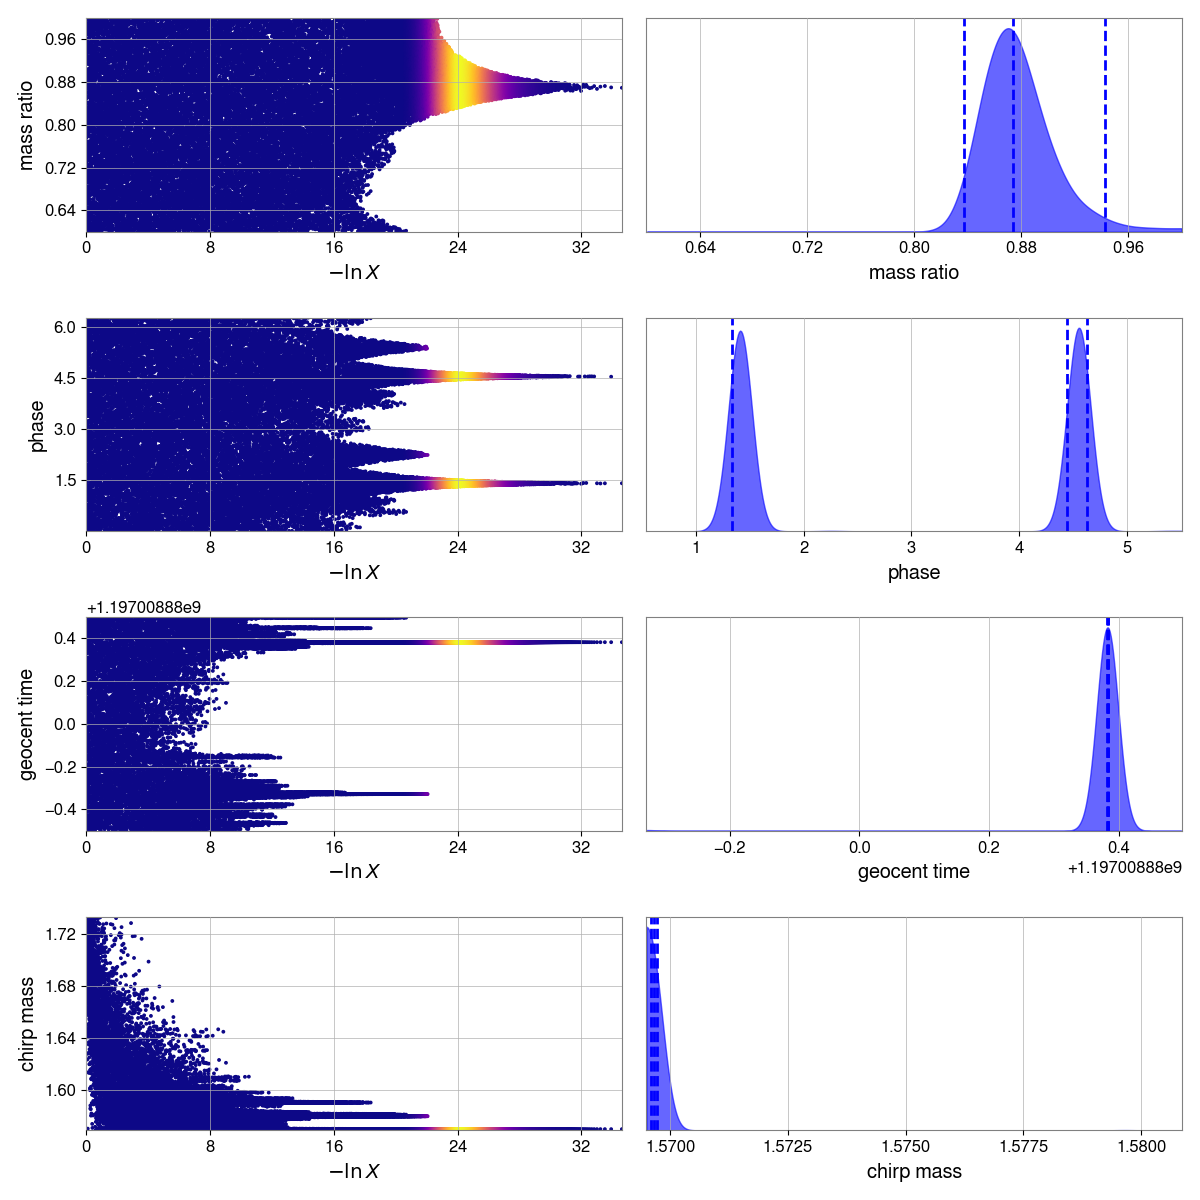 0.96
0.88
0.80
0.72
0.64
mass ratio
0 8 16 24 32
−ln X
0.64 0.72 0.80 0.88 0.96
mass ratio
6.0
4.5
3.0
1.5
phase
0 8 16 24 32
−ln X
1 2 3 4 5
phase
+1.19700888e9
0.4
0.2
0.0
−0.2
−0.4
geocent time
0 8 16 24 32
−ln X
−0.2 0.0 0.2 0.4
geocent time
+1.19700888e9
1.72
1.68
1.64
1.60
chirp mass
0 8 16 24 32
−ln X
1.5700 1.5725 1.5750 1.5775 1.5800
chirp mass